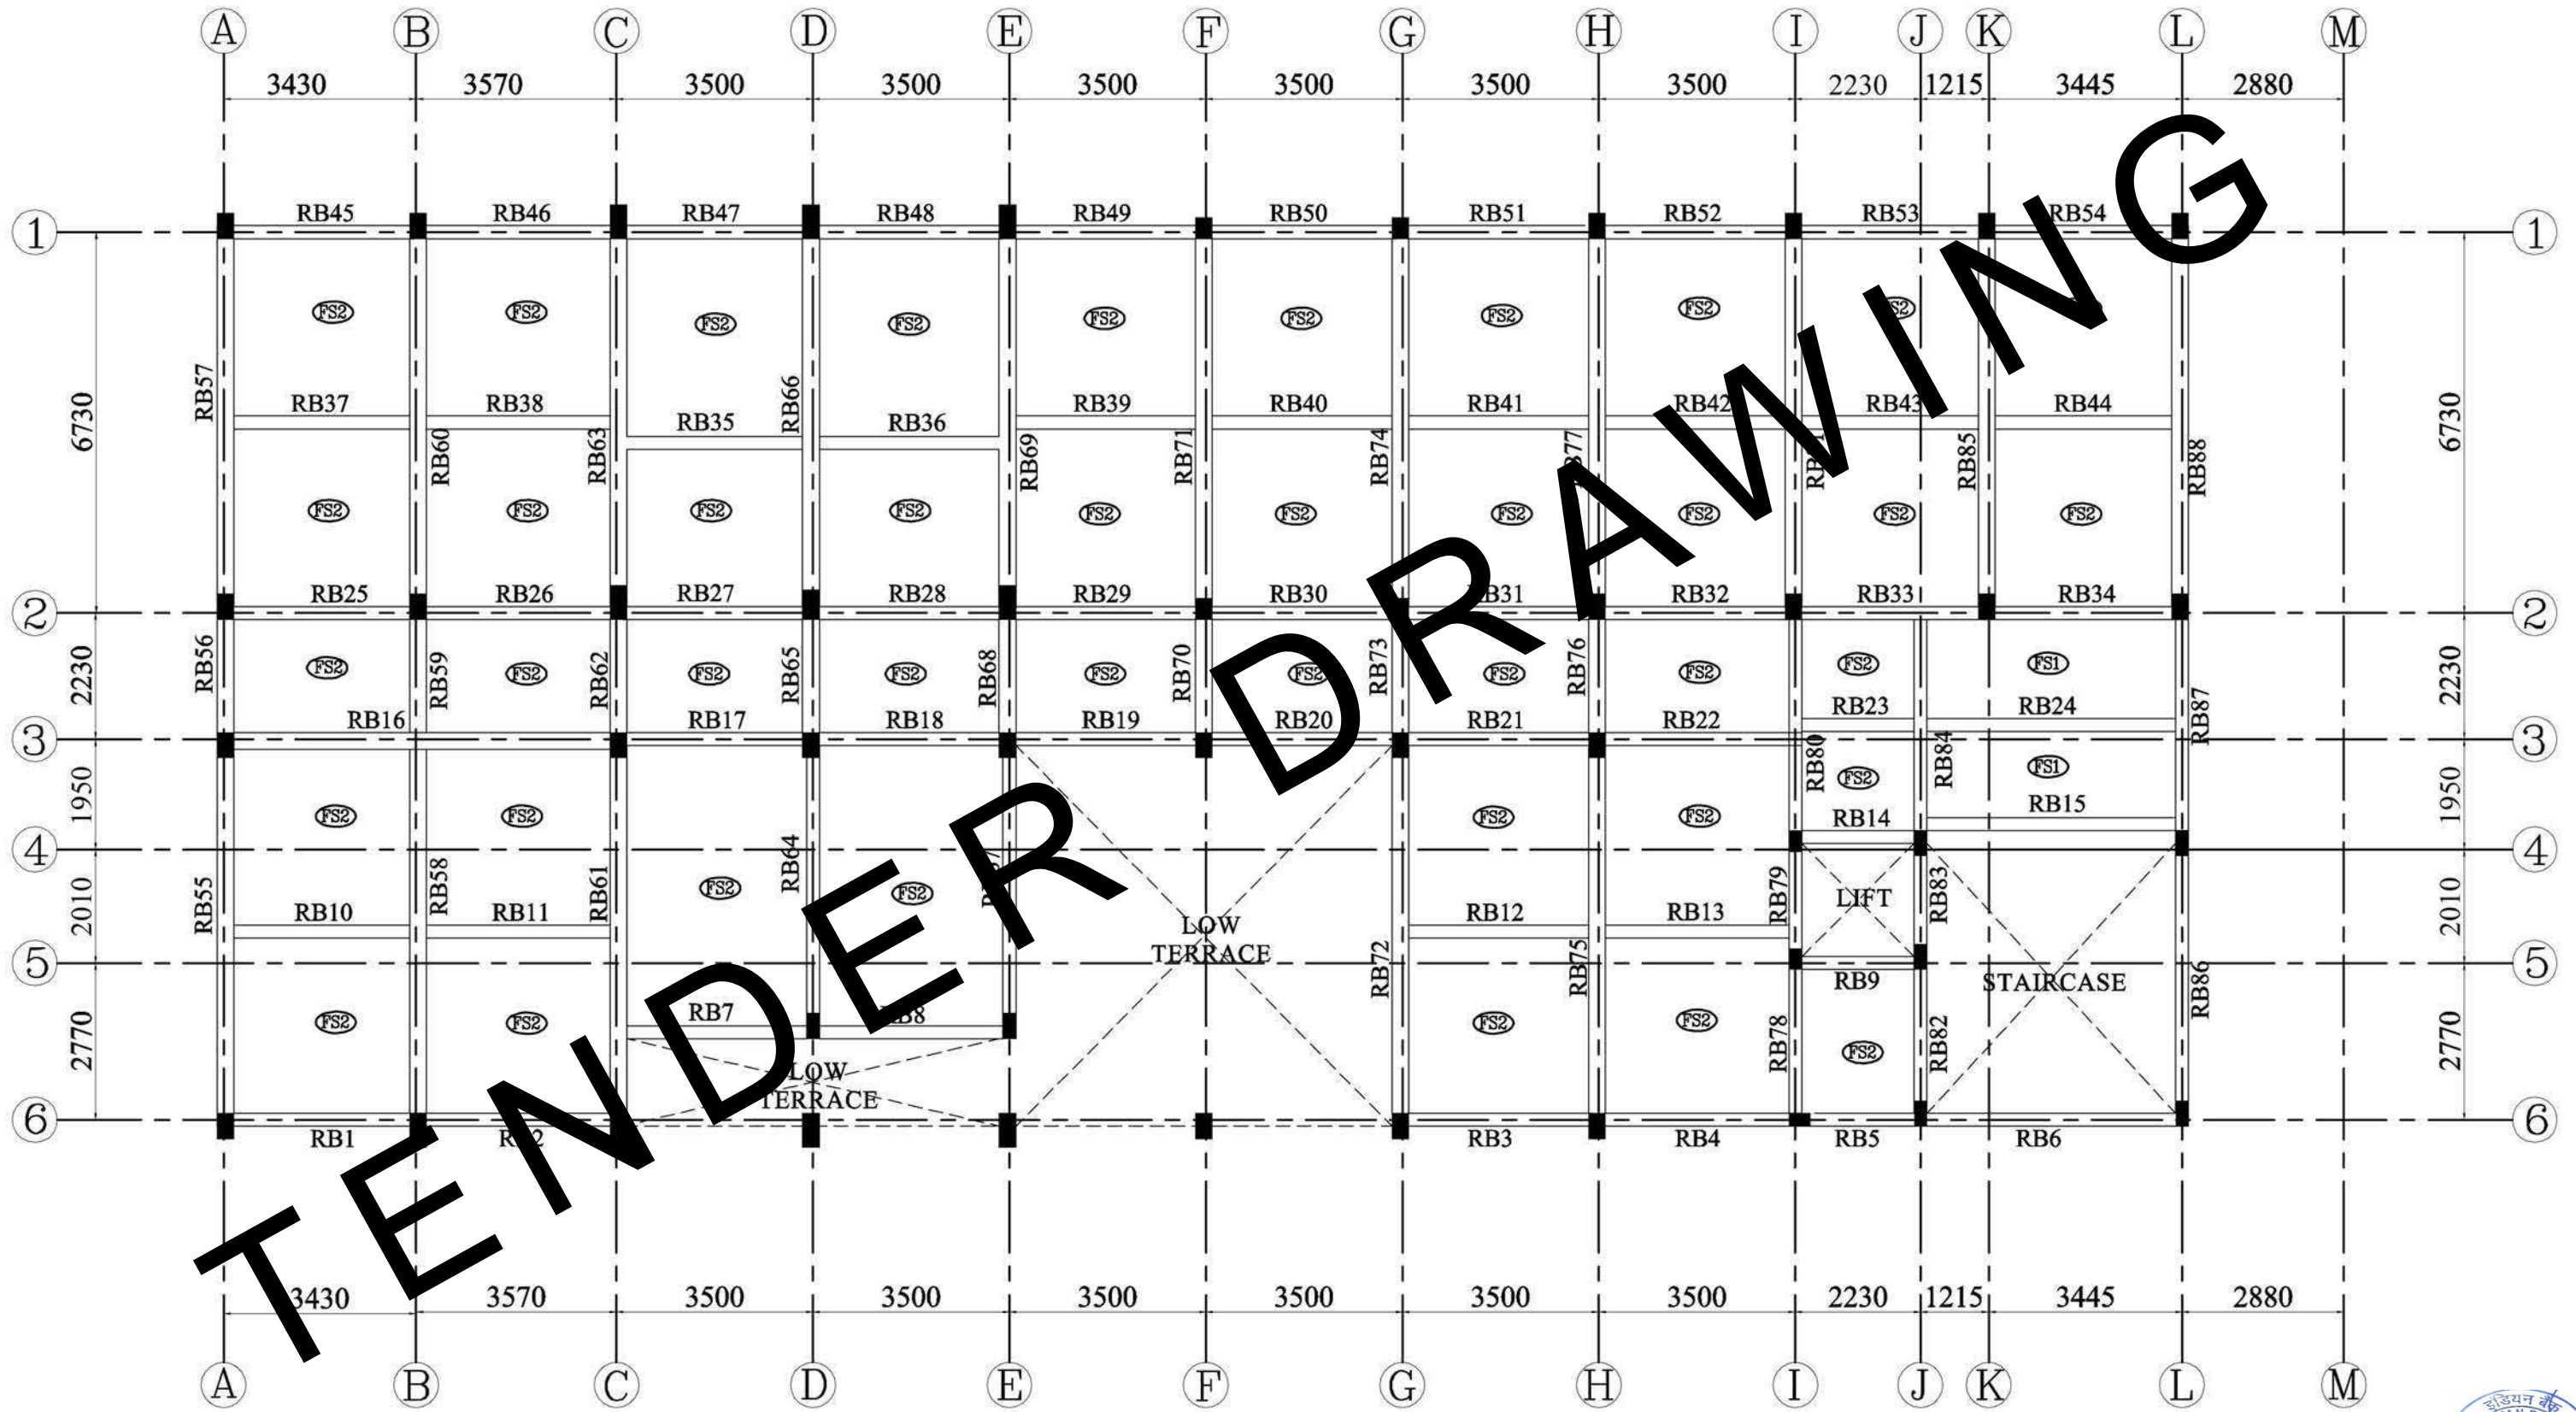 A B C D E F G H I J K L M
3430 3570 3500 3500 3500 3500 3500 3500 2230 1215 3445 2880
RB45 RB46 RB47 RB48 RB49 RB50 RB51 RB52 RB53 RB54
1 1
FS2 FS2 FS2 FS2 FS2 FS2 FS2 FS2
RB57 RB66
6730 6730
RB37 RB38 RB35 RB36 RB39 RB40 RB41 RB42 RB43 RB44
RB60 RB63 RB69 RB71 RB74 RB85 RB88
FS2 FS2 FS2 FS2 FS2 FS2 FS2 FS2 FS2 FS2
RB25 RB26 RB27 RB28 RB29 RB30 RB32 RB33 RB34
2 2
RB56 RB59 RB62 RB65 RB68 RB70 RB73 RB76
2230 2230
FS2 FS2 FS2 FS2 FS2 FS2 FS2 FS2 FS2 FS1
RB23 RB24
RB16 RB17 RB18 RB19 RB20 RB21 RB22
RB87
3 3
RB80 RB84
FS2 FS1
1950 1950
RB14 RB15
FS2 FS2 FS2 FS2
4 4
RB55 RB58 RB61 RB64 RB79 RB83
FS2 FS2
LIFT
2010 2010
RB10 RB11 RB12 RB13
LOW
TERRACE
5 5
RB72 RB75 RB9
STAIRCASE
RB86
RB7
FS2 FS2 FS2 FS2
2770 2770
RB78 FS2 RB82
LOW
TERRACE
6 6
RB1 RB3 RB4 RB5 RB6
3430 3570 3500 3500 3500 3500 3500 3500 2230 1215 3445 2880
A B C D E F G H I J K L M
TENDER DRAWING
इंडियन बैंक